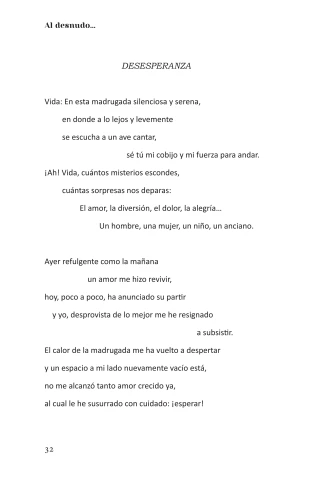 Al desnudo...
DESESPERANZA
Vida: En esta madrugada silenciosa y serena,
en donde a lo lejos y levemente
se escucha a un ave cantar,
sé tú mi cobijo y mi fuerza para andar.
¡Ah! Vida, cuántos misterios escondes,
cuántas sorpresas nos deparas:
El amor, la diversión, el dolor, la alegría...
Un hombre, una mujer, un niño, un anciano.
Ayer refulgente como la mañana
un amor me hizo revivir,
hoy, poco a poco, ha anunciado su partir
y yo, desprovista de lo mejor me he resignado
a subsistir.
El calor de la madrugada me ha vuelto a despertar
y un espacio a mi lado nuevamente vacío está,
no me alcanzó tanto amor crecido ya,
al cual le he susurrado con cuidado: ¡esperar!
32